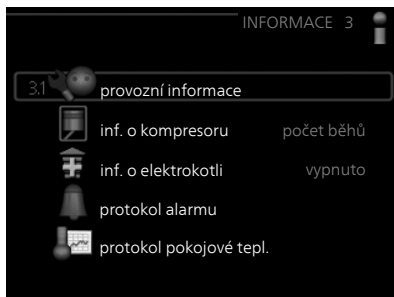 INFORMACE 3
3.1 provozní informace
inf. o kompresoru počet běhů
inf. o elektrokotli vypnuto
protokol alarmu
protokol pokojové tepl.